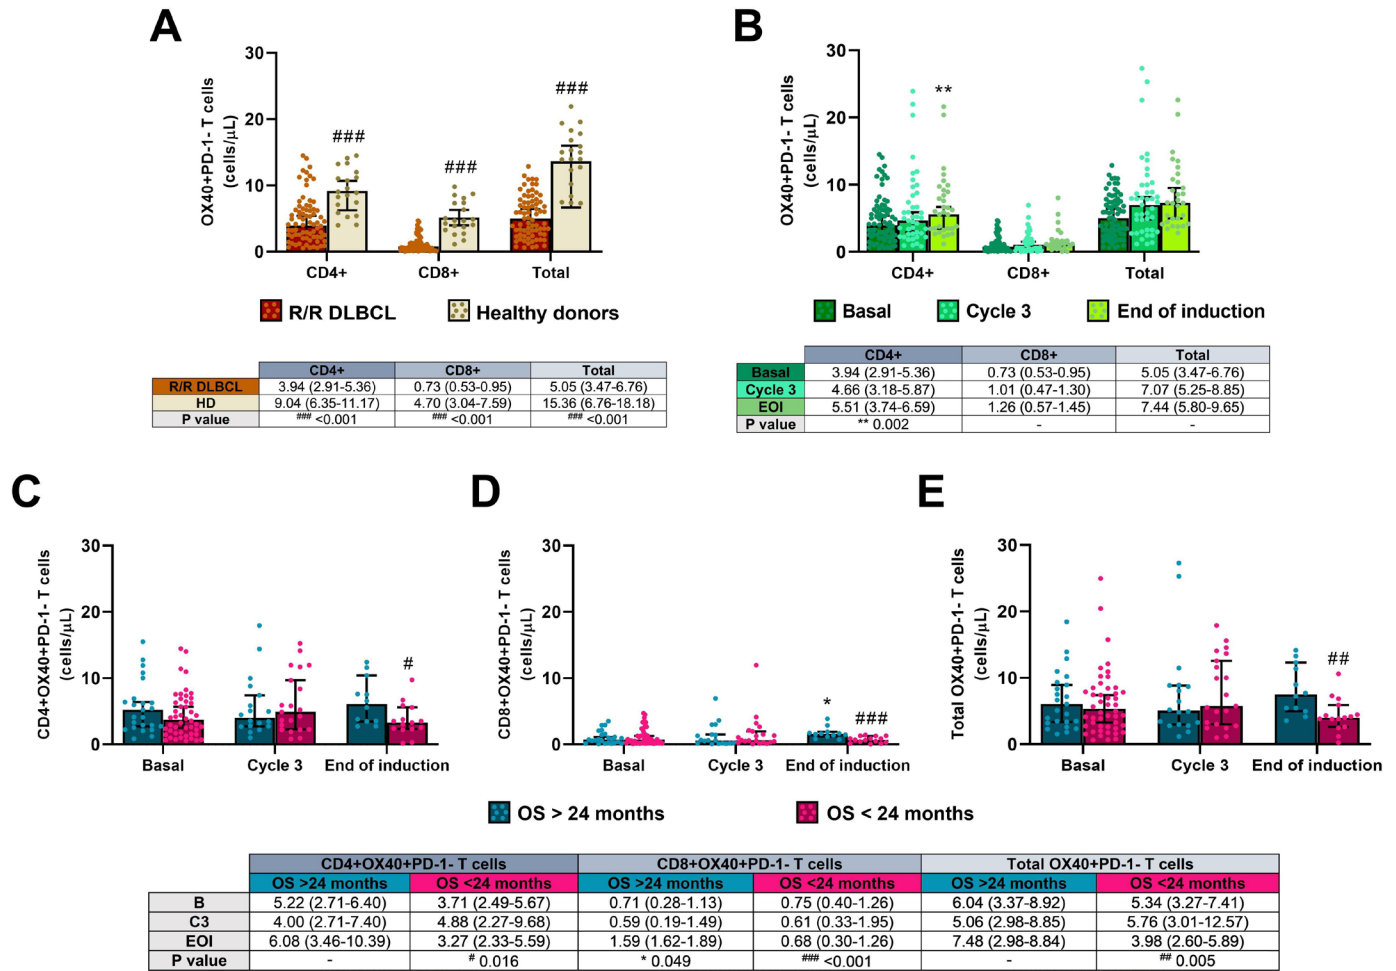 A
OX40+PD-1- T cells
(cells/μL)
30
20
10
0
###
###
###
CD4+
CD8+
Total
R/R DLBCL
Healthy donors
CD4+ CD8+ Total
R/R DLBCL 3.94 (2.91-5.36) 0.73 (0.53-0.95) 5.05 (3.47-6.76)
HD 9.04 (6.35-11.17) 4.70 (3.04-7.59) 15.36 (6.76-18.18)
P value ### <0.001 ### <0.001 ### <0.001
B
OX40+PD-1- T cells
(cells/μL)
30
20
10
0
**
CD4+
CD8+
Total
Basal
Cycle 3
End of induction
CD4+ CD8+ Total
Basal 3.94 (2.91-5.36) 0.73 (0.53-0.95) 5.05 (3.47-6.76)
Cycle 3 4.66 (3.18-5.87) 1.01 (0.47-1.30) 7.07 (5.25-8.85)
EOI 5.51 (3.74-6.59) 1.26 (0.57-1.45) 7.44 (5.80-9.65)
P value ** 0.002 - -
C
CD4+OX40+PD-1- T cells
(cells/μL)
30
20
10
0
#
Basal
Cycle 3
End of induction
D
CD8+OX40+PD-1- T cells
(cells/μL)
30
20
10
0
*
###
Basal
Cycle 3
End of induction
E
Total OX40+PD-1- T cells
(cells/μL)
30
20
10
0
##
Basal
Cycle 3
End of induction
OS > 24 months
OS < 24 months
CD4+OX40+PD-1- T cells CD8+OX40+PD-1- T cells Total OX40+PD-1- T cells
OS >24 months OS <24 months OS >24 months OS <24 months OS >24 months OS <24 months
B 5.22 (2.71-6.40) 3.71 (2.49-5.67) 0.71 (0.28-1.13) 0.75 (0.40-1.26) 6.04 (3.37-8.92) 5.34 (3.27-7.41)
C3 4.00 (2.71-7.40) 4.88 (2.27-9.68) 0.59 (0.19-1.49) 0.61 (0.33-1.95) 5.06 (2.98-8.85) 5.76 (3.01-12.57)
EOI 6.08 (3.46-10.39) 3.27 (2.33-5.59) 1.59 (1.62-1.89) 0.68 (0.30-1.26) 7.48 (2.98-8.84) 3.98 (2.60-5.89)
P value - # 0.016 * 0.049 ### <0.001 - ## 0.005